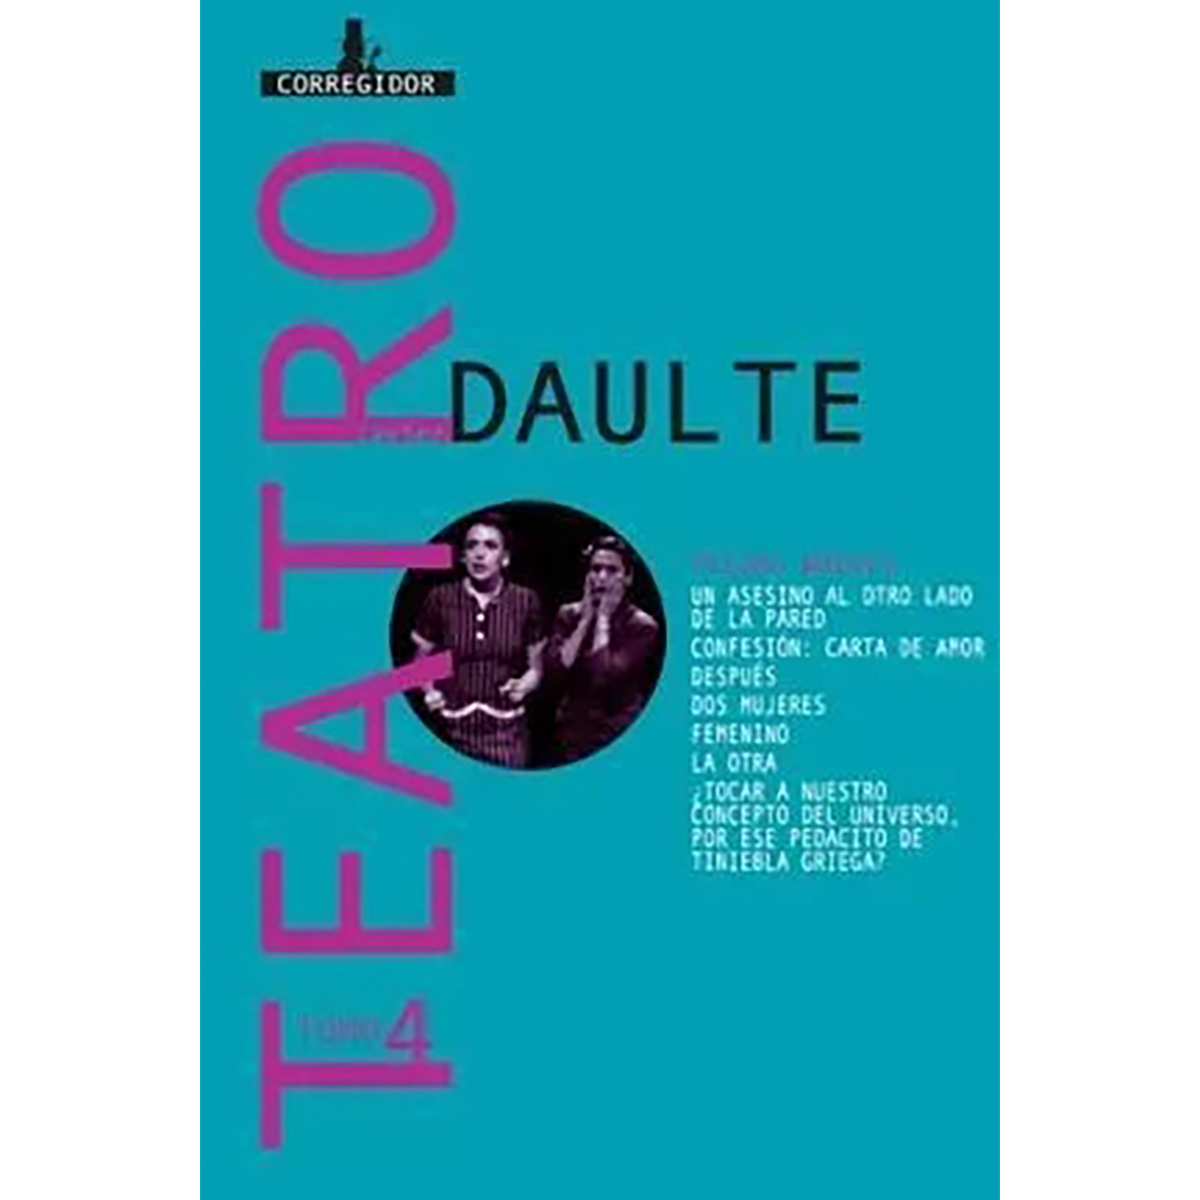 CORREGIDOR
TEATRO
DAULTE
UN ASESINO AL OTRO LADO
DE LA PARED
CONFESIÓN: CARTA DE AMOR
DESPUÉS
DOS MUJERES
FEMENINO
LA OTRA
¿TOCAR A NUESTRO
CONCEPTO DEL UNIVERSO,
POR ESE PEDACITO DE
TINIEBLA GRIEGA?
TOMO 4